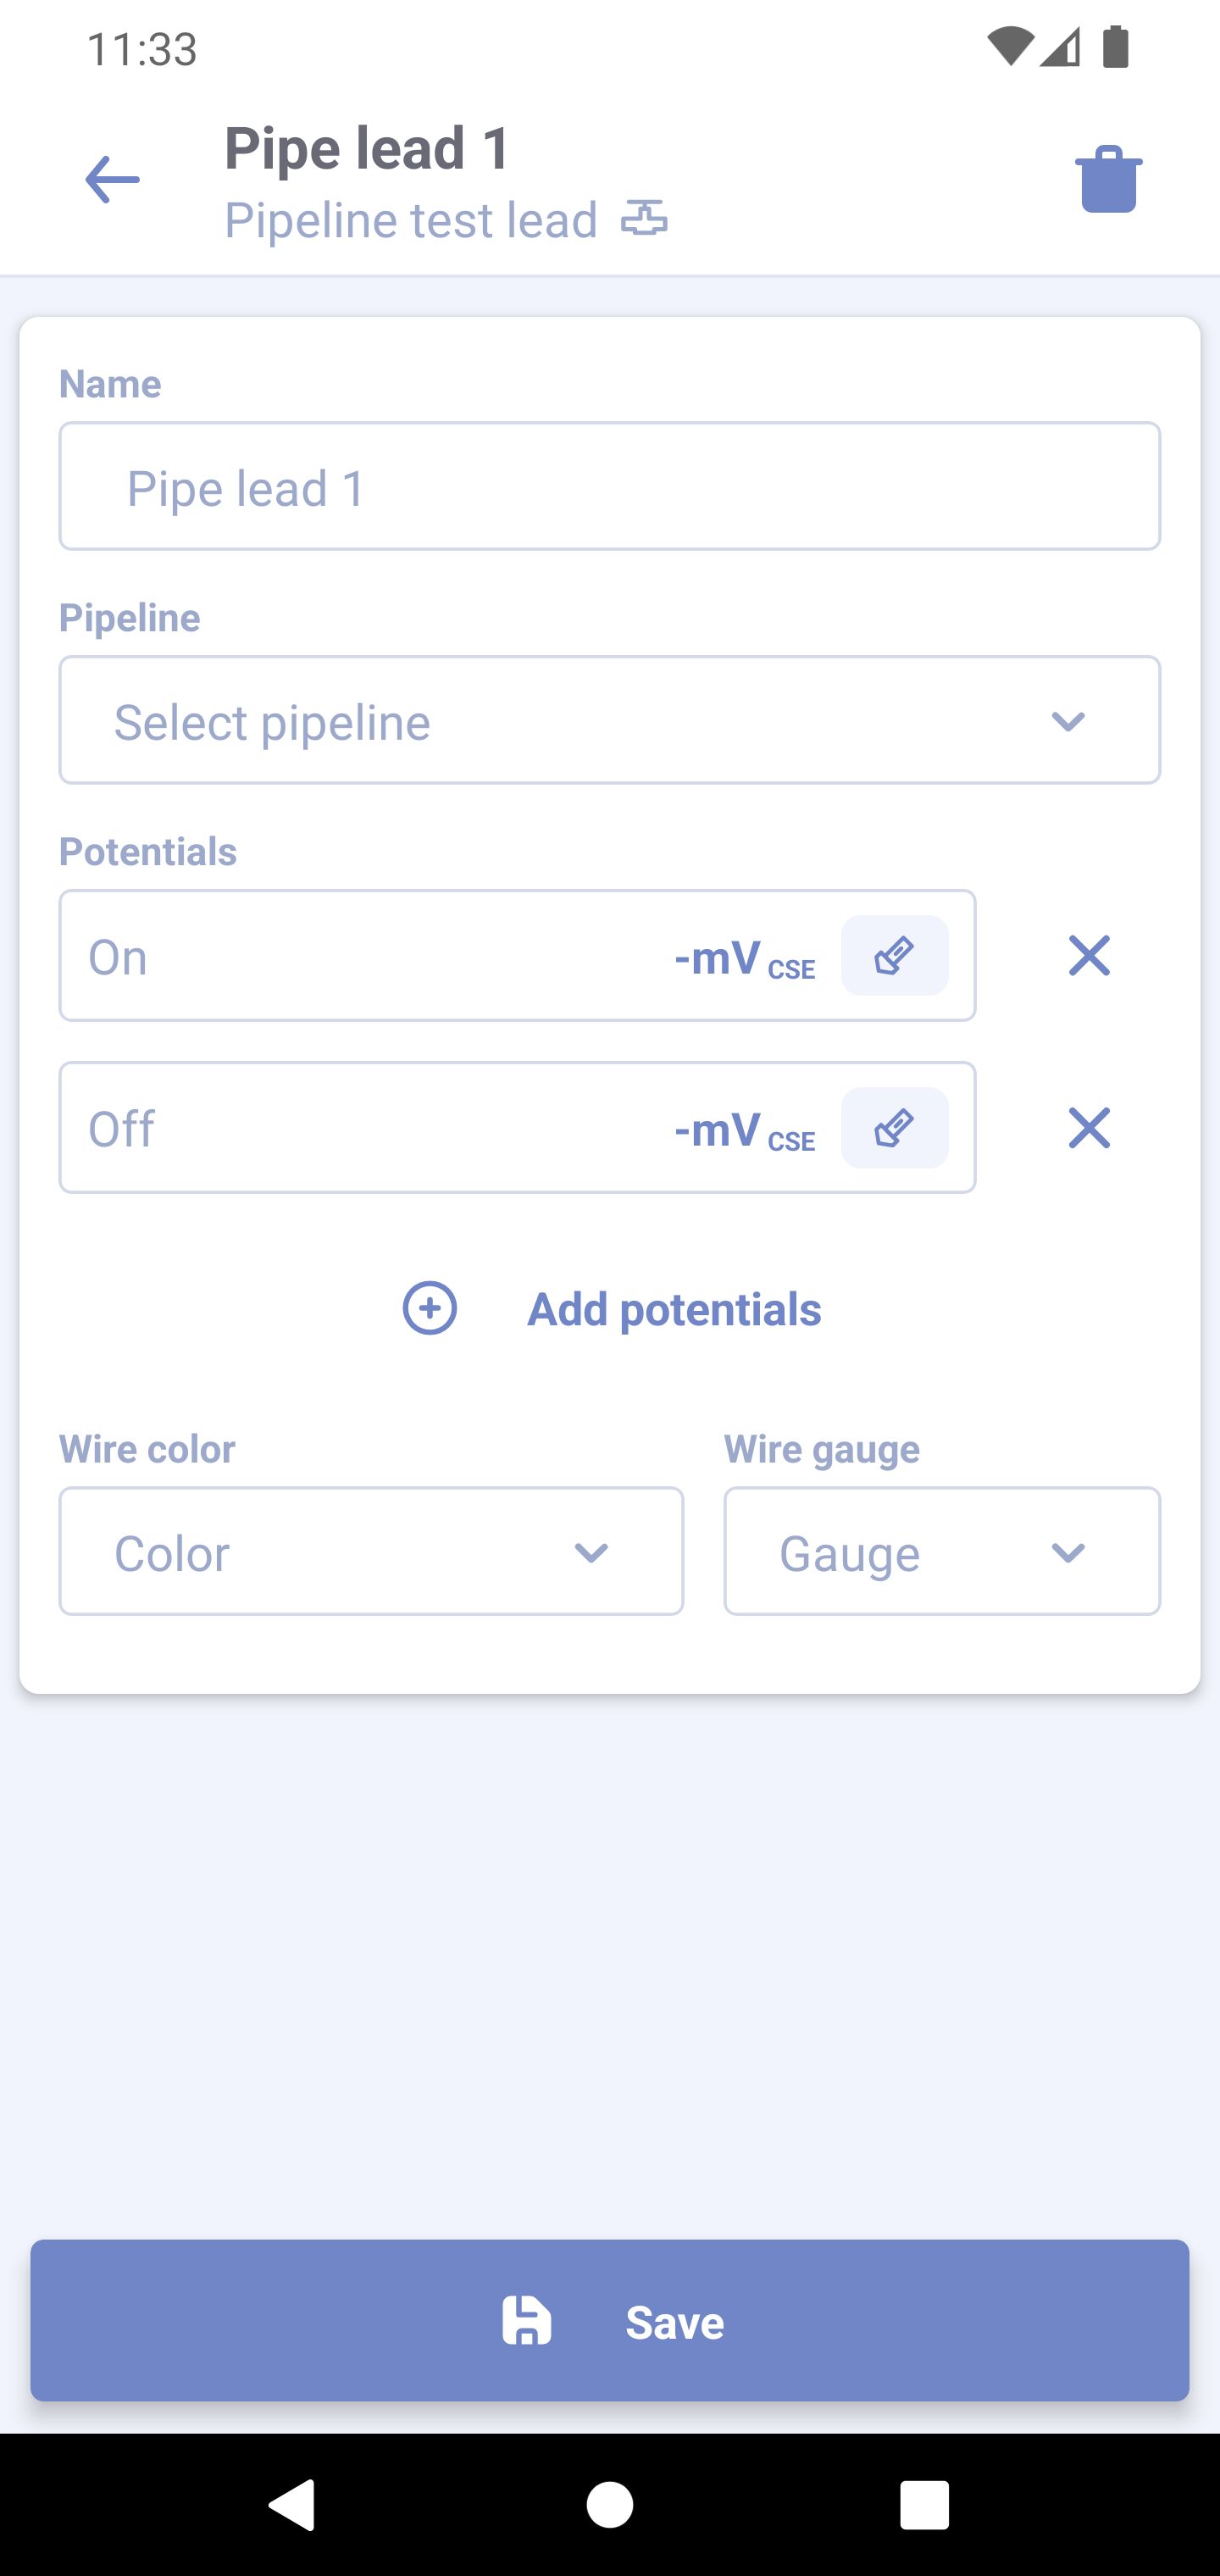 11:33
Pipe lead 1
Pipeline test lead
Name
Pipe lead 1
Pipeline
Select pipeline
Potentials
On -mV CSE
Off -mV CSE
Add potentials
Wire color Wire gauge
Color Gauge
Save